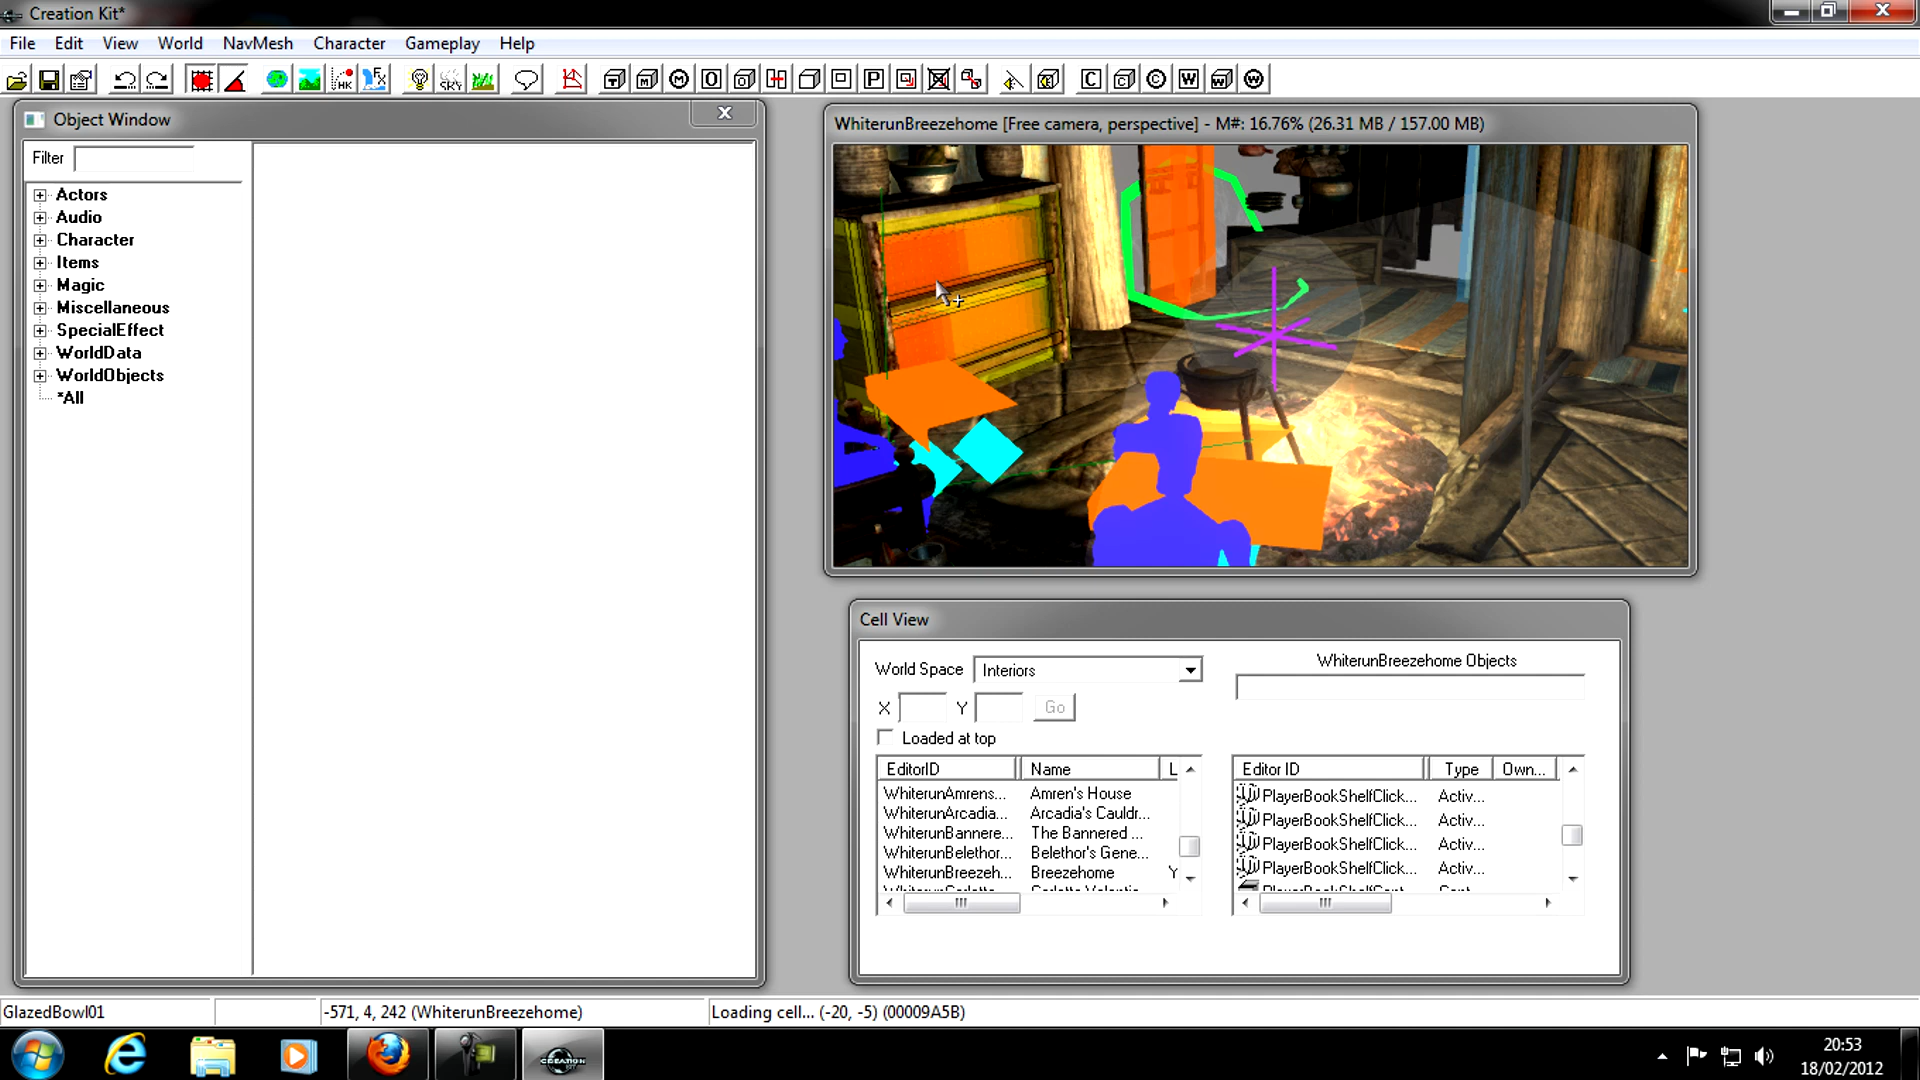 Creation Kit*
File Edit View World NavMesh Character Gameplay Help
Object Window
Filter
Actors
Audio
Character
Items
Magic
Miscellaneous
SpecialEffect
WorldData
WorldObjects
*All
WhiterunBreezehome [Free camera, perspective] - M#: 16.76% (26.31 MB / 157.00 MB)
Cell View
World Space Interiors
X Y Go
Loaded at top
EditorID Name L
WhiterunAmrens... Amren's House
WhiterunArcadia... Arcadia's Cauldr...
WhiterunBannere... The Bannered ...
WhiterunBelethor... Belethor's Gene...
WhiterunBreezeh... Breezehome Y
WhiterunBreezehome Objects
Editor ID Type Own...
PlayerBookShelfClick... Activ...
PlayerBookShelfClick... Activ...
PlayerBookShelfClick... Activ...
PlayerBookShelfClick... Activ...
PlayerBookShelfCont... Cont...
GlazedBowl01
-571, 4, 242 (WhiterunBreezehome)
Loading cell... (-20, -5) (00009A5B)
20:53
18/02/2012